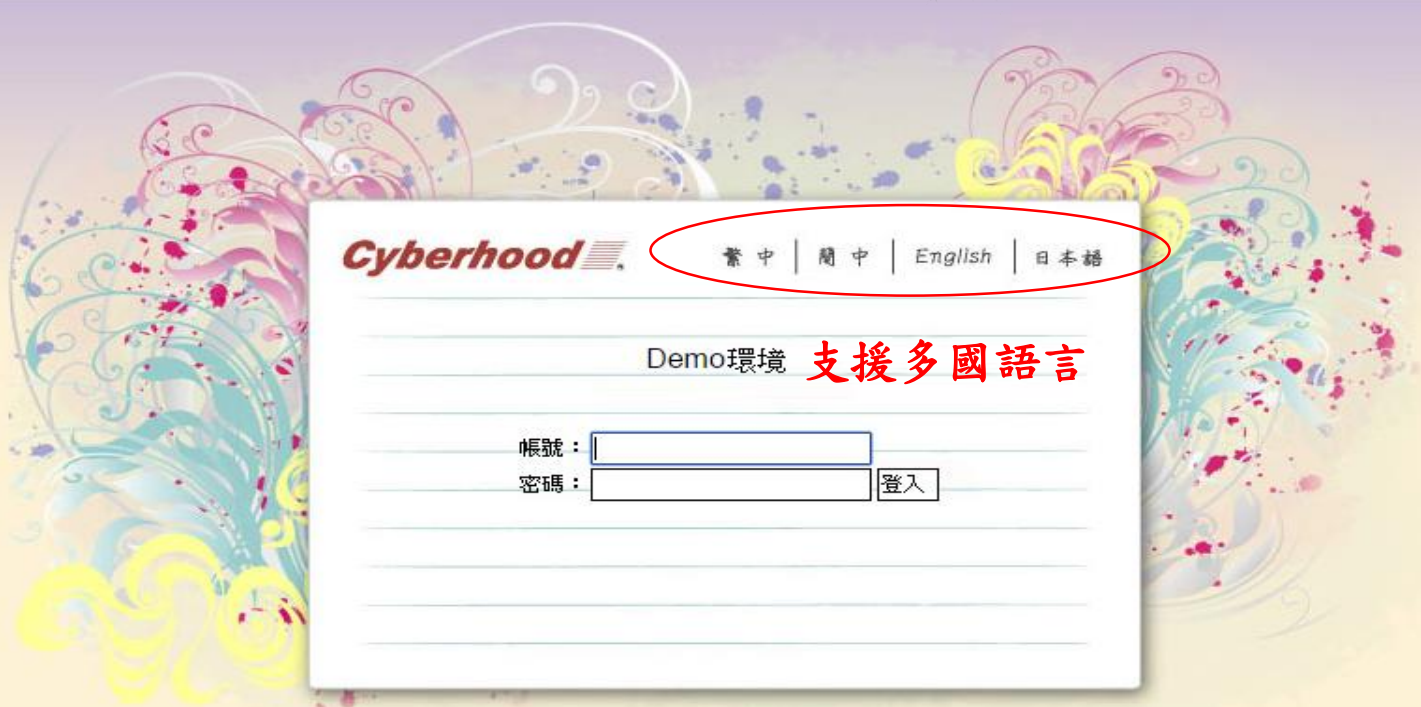 Cyberhood
繁中 | 簡中 | English | 日本語
Demo環境 支援多國語言
帳號：
密碼： 登入